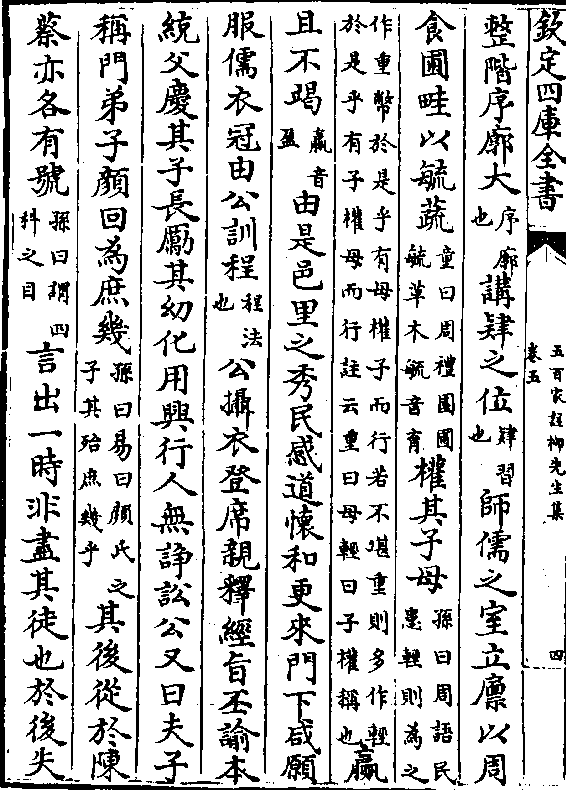 欽定四庫全書
五百家註柳先生集
卷五
四
整階序廓大序廓也講肄之位肄習也師儒之室立廩以周
食圃畦以毓蔬童曰周禮園圃毓草木毓音育權其子母孫曰周語民患輕則為之
作重幣於是乎有母權子而行若不堪重則多作輕於是乎有子權母而行註云重曰母輕曰子權稱也贏
且不竭贏音盈由是邑里之秀民感道懷和更來門下咸願
服儒衣冠由公訓程程法也公攝衣登席親釋經旨丕諭本
統父慶其子長勵其幼化用興行人無諍訟公又曰夫子
稱門弟子顏回為庶幾孫曰易曰顏氏之子其殆庶幾乎其後從於陳
蔡亦各有號孫曰謂四科之目言出一時非盡其徒也於後失